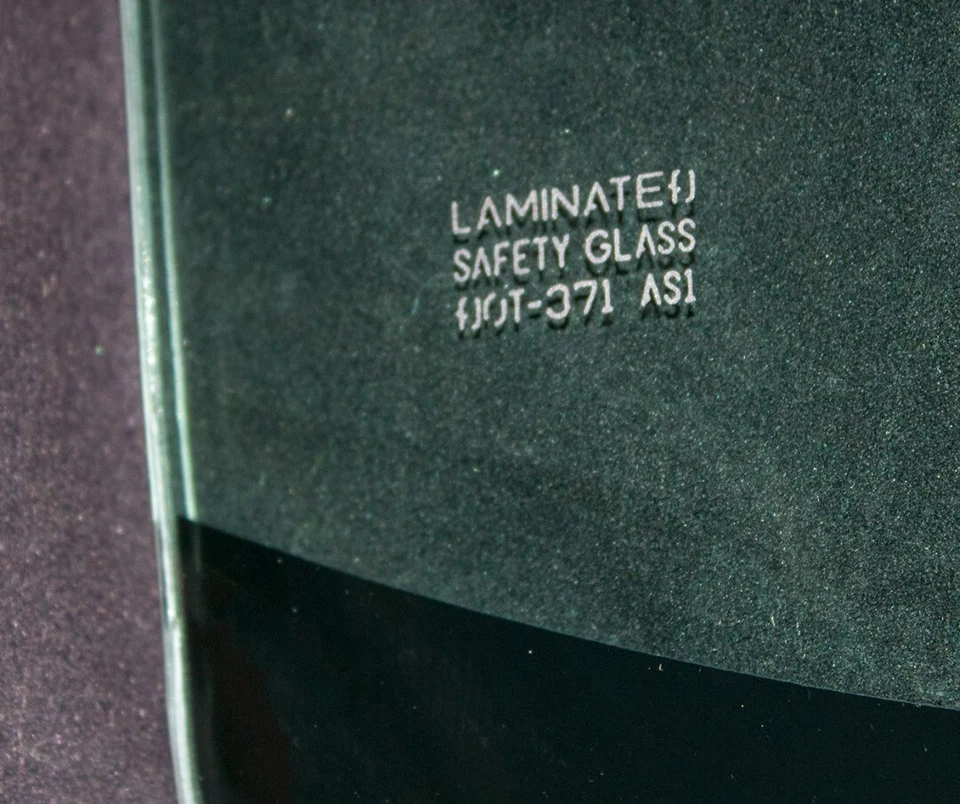 LAMINATED
SAFETY GLASS
DOT-371 AS1